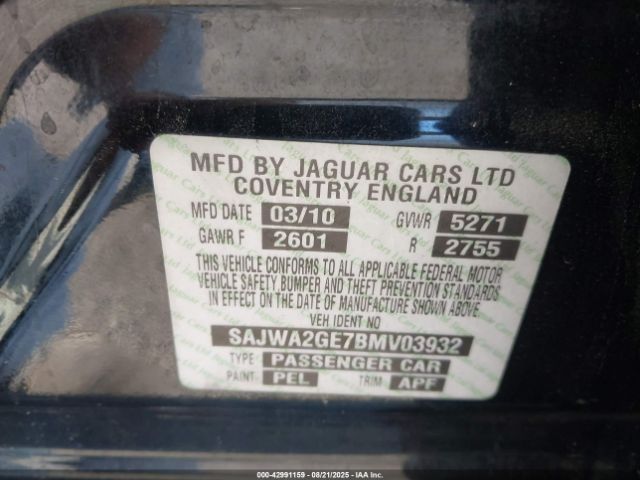 MFD BY JAGUAR CARS LTD
COVENTRY ENGLAND
MFD DATE 03/10 GVWR 5271
GAWR F 2601 R 2755
THIS VEHICLE CONFORMS TO ALL APPLICABLE FEDERAL MOTOR
VEHICLE SAFETY BUMPER AND THEFT PREVENTION STANDARDS
IN EFFECT ON THE DATE OF MANUFACTURE SHOWN ABOVE
VEH IDENT NO
SAJWA2GE7BMV03932
TYPE: PASSENGER CAR
PAINT: PEL TRIM: APF
000-42991159 - 08/21/2025 - IAA Inc.